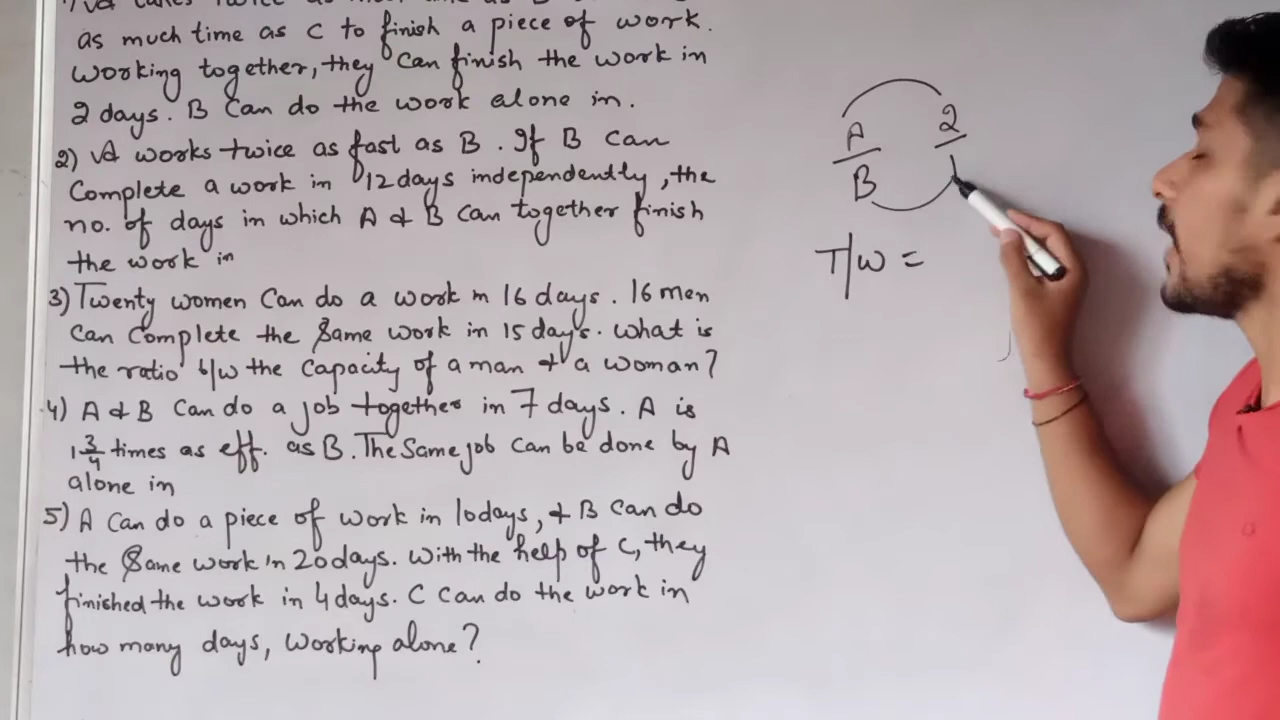 as much time as C to finish a piece of work.
Working together, they can finish the work in
2 days. B Can do the work alone in.
2) A works twice as fast as B. If B can
Complete a work in 12 days independently, the
no. of days in which A & B Can together finish
the work in
3) Twenty women Can do a work in 16 days. 16 men
Can Complete the Same work in 15 days. What is
the ratio b/w the Capacity of a man & a woman?
4) A & B Can do a job together in 7 days. A is
1 3/4 times as eff. as B. The Same job can be done by A
alone in
5) A Can do a piece of work in 10 days, & B Can do
the Same work in 20 days. With the help of C, they
finished the work in 4 days. C Can do the work in
how many days, Working alone?
A 2
B
T/W =